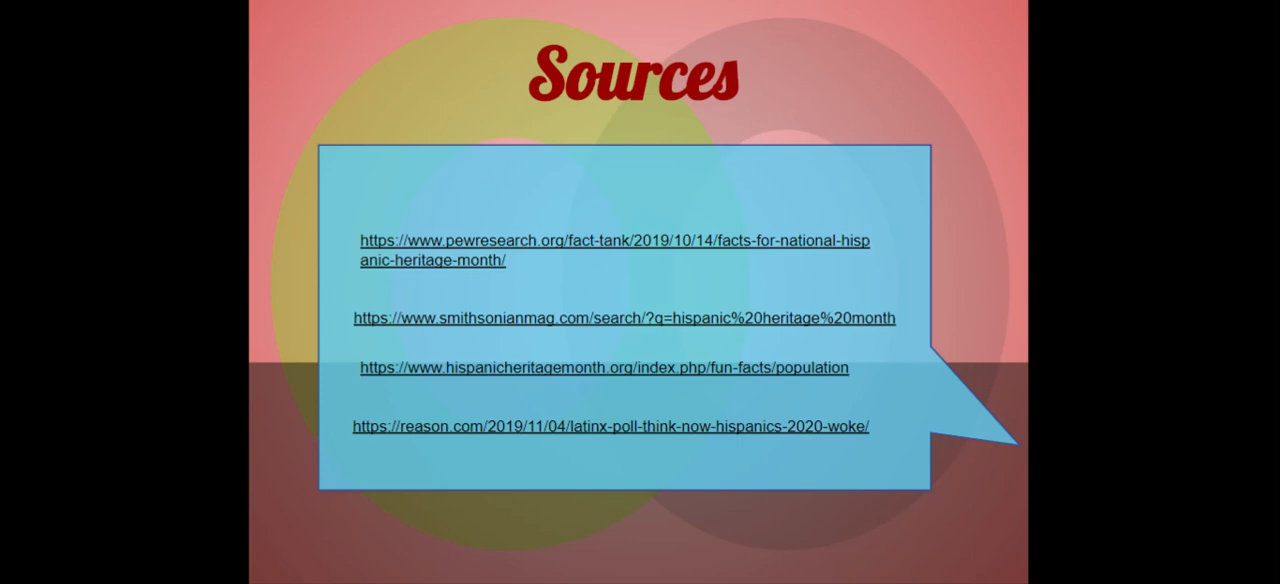 Sources
https://www.pewresearch.org/fact-tank/2019/10/14/facts-for-national-hisp
anic-heritage-month/
https://www.smithsonianmag.com/search/?q=hispanic%20heritage%20month
https://www.hispanicheritagemonth.org/index.php/fun-facts/population
https://reason.com/2019/11/04/latinx-poll-think-now-hispanics-2020-woke/